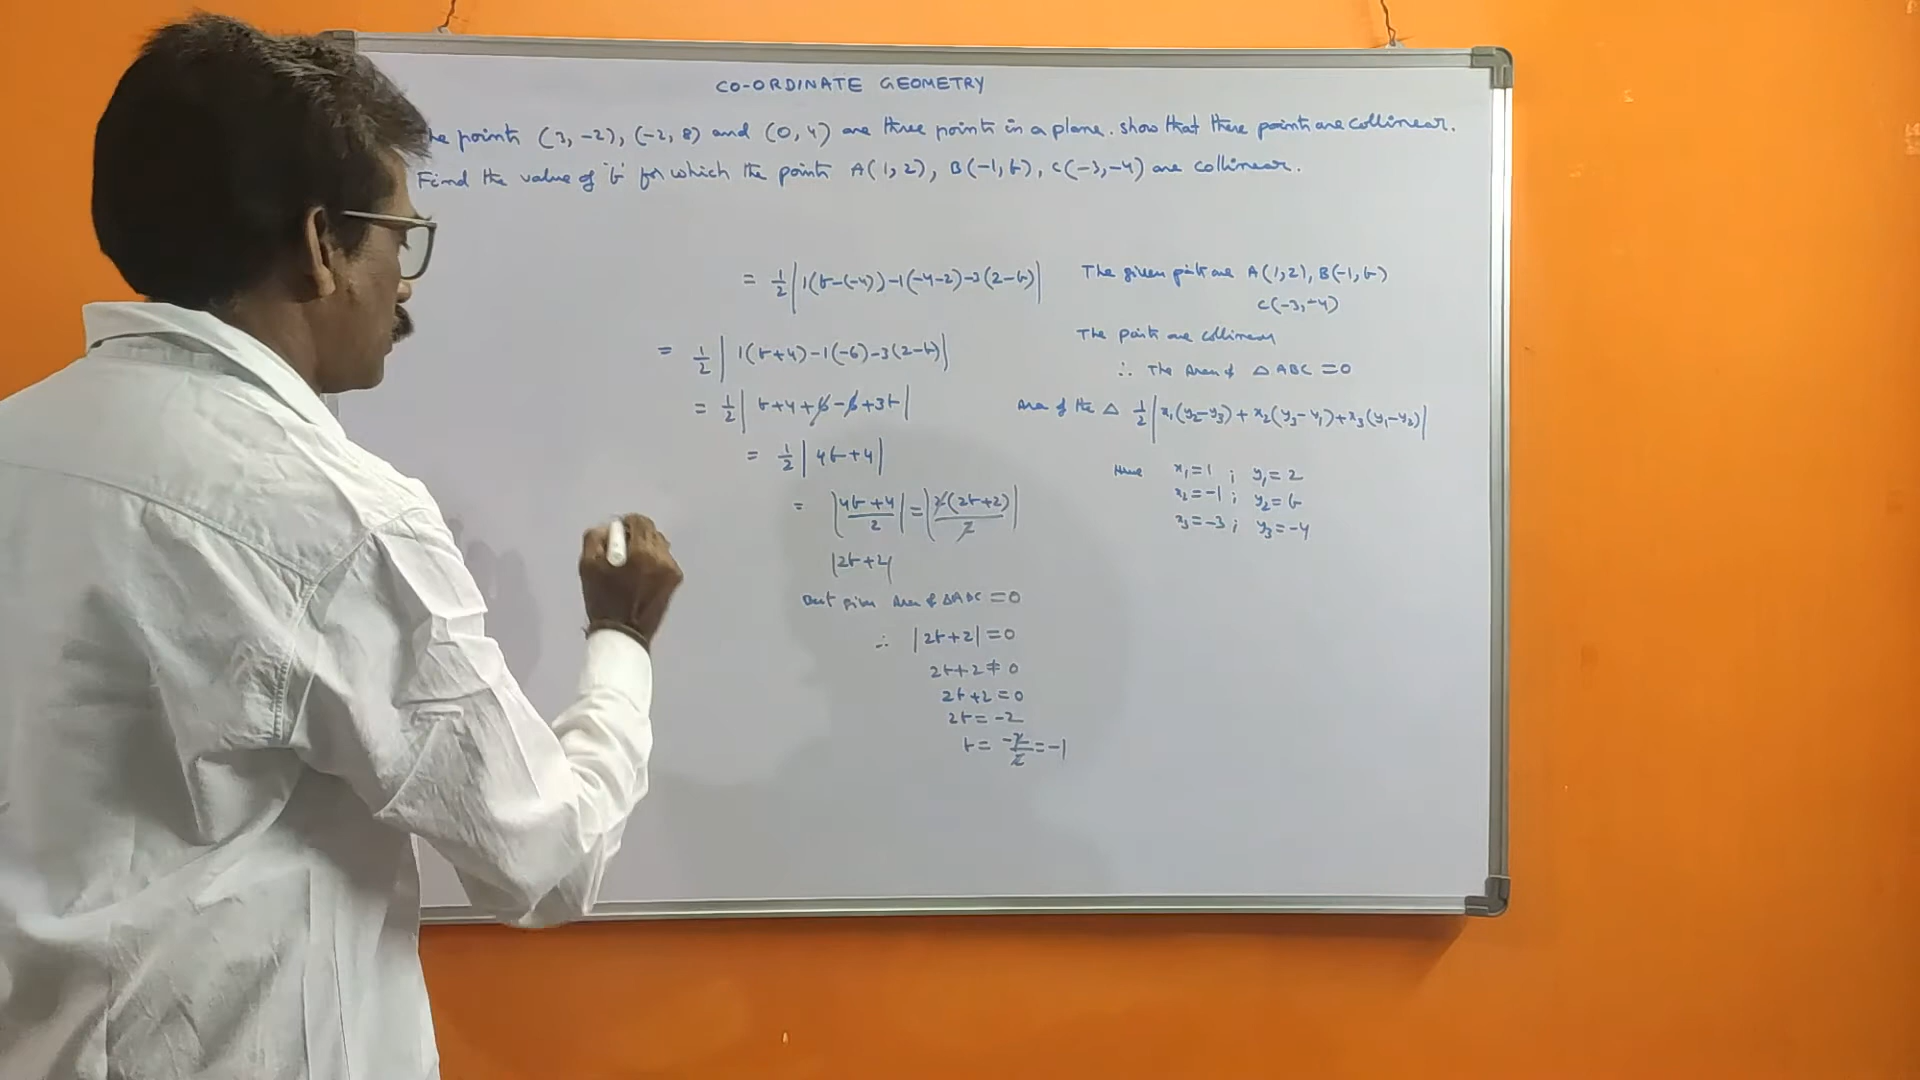 CO-ORDINATE GEOMETRY
he points (3, -2), (-2, 8) and (0, 4) are three points in a plane. show that these points are collinear.
Find the value of 'b' for which the points A(1, 2), B(-1, b), C(-3, -4) are collinear.
The given points are A(1,2), B(-1, b)
C(-3, -4)
The points are collinear
∴ The Area of △ ABC = 0
Area of the △ 1/2 |x₁(y₂-y₃) + x₂(y₃-y₁) + x₃(y₁-y₂)|
Here x₁=1 ; y₁=2
x₂=-1 ; y₂=b
x₃=-3 ; y₃=-4
= 1/2 |1(b-(-4))-1(-4-2)-3(2-b)|
= 1/2 |1(b+4)-1(-6)-3(2-b)|
= 1/2 |b+4+6-6+3b|
= 1/2 |4b+4|
= |4b+4/2| = |2(2b+2)/2|
|2b+2|
But given Area of △ABC = 0
∴ |2b+2| = 0
2b+2 ≠ 0
2b+2 = 0
2b = -2
b = -2/2 = -1